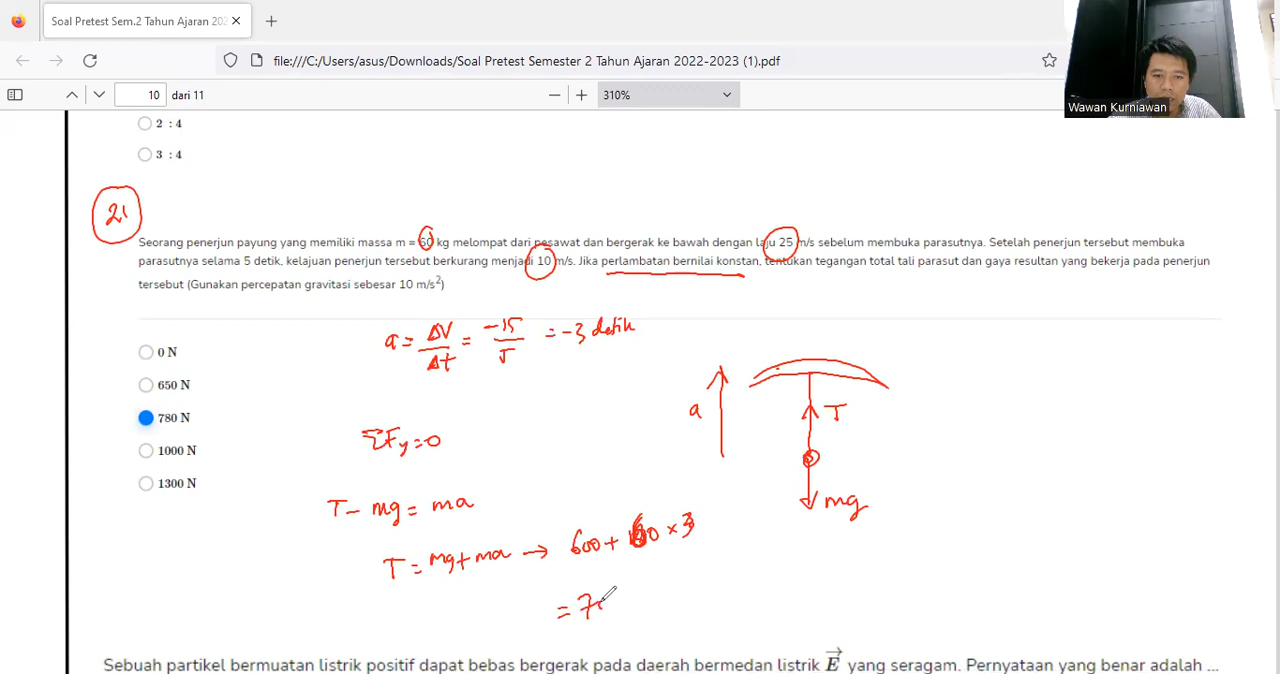 Soal Pretest Sem.2 Tahun Ajaran 202
file:///C:/Users/asus/Downloads/Soal Pretest Semester 2 Tahun Ajaran 2022-2023 (1).pdf
10 dari 11
310%
Wawan Kurniawan
2 : 4
3 : 4
21
Seorang penerjun payung yang memiliki massa m = 60 kg melompat dari pesawat dan bergerak ke bawah dengan laju 25 m/s sebelum membuka parasutnya. Setelah penerjun tersebut membuka
parasutnya selama 5 detik, kelajuan penerjun tersebut berkurang menjadi 10 m/s. Jika perlambatan bernilai konstan, tentukan tegangan total tali parasut dan gaya resultan yang bekerja pada penerjun
tersebut (Gunakan percepatan gravitasi sebesar 10 m/s²)
a = ΔV/Δt = -15/5 = -3 detik
0 N
650 N
780 N
1000 N
1300 N
a
T
mg
ΣFy = 0
T - mg = ma
T = mg + ma → 600 + 60 × 3
= 7
Sebuah partikel bermuatan listrik positif dapat bebas bergerak pada daerah bermedan listrik E⃗ yang seragam. Pernyataan yang benar adalah ...